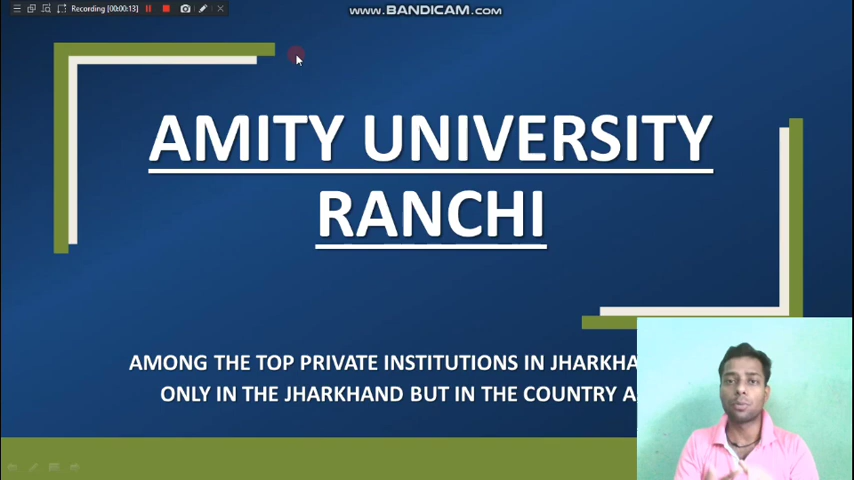 Recording [00:00:13]
www.BANDICAM.com
AMITY UNIVERSITY
RANCHI
AMONG THE TOP PRIVATE INSTITUTIONS IN
ONLY IN THE JHARKHAND BUT IN THE COUNTRY